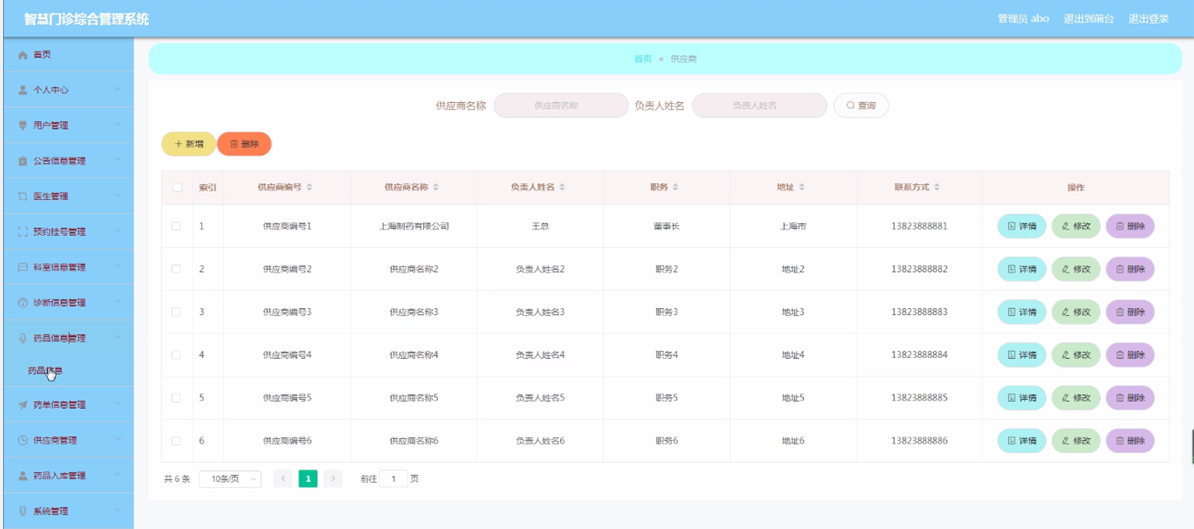 智慧门诊综合管理系统
管理员 abo 退出到前台 退出登录
首页
个人中心
用户管理
公告信息管理
医生管理
预约挂号管理
科室信息管理
诊断信息管理
药品信息管理
药品信息
药单信息管理
供应商管理
药品入库管理
系统管理
首页 供应商
供应商名称 供应商名称 负责人姓名 负责人姓名 查询
+ 新增 删除
索引 供应商编号 供应商名称 负责人姓名 职务 地址 联系方式 操作
1 供应商编号1 上海制药有限公司 王总 董事长 上海市 13823888881 详情 修改 删除
2 供应商编号2 供应商名称2 负责人姓名2 职务2 地址2 13823888882 详情 修改 删除
3 供应商编号3 供应商名称3 负责人姓名3 职务3 地址3 13823888883 详情 修改 删除
4 供应商编号4 供应商名称4 负责人姓名4 职务4 地址4 13823888884 详情 修改 删除
5 供应商编号5 供应商名称5 负责人姓名5 职务5 地址5 13823888885 详情 修改 删除
6 供应商编号6 供应商名称6 负责人姓名6 职务6 地址6 13823888886 详情 修改 删除
共 6 条 10条/页 < 1 > 前往 1 页